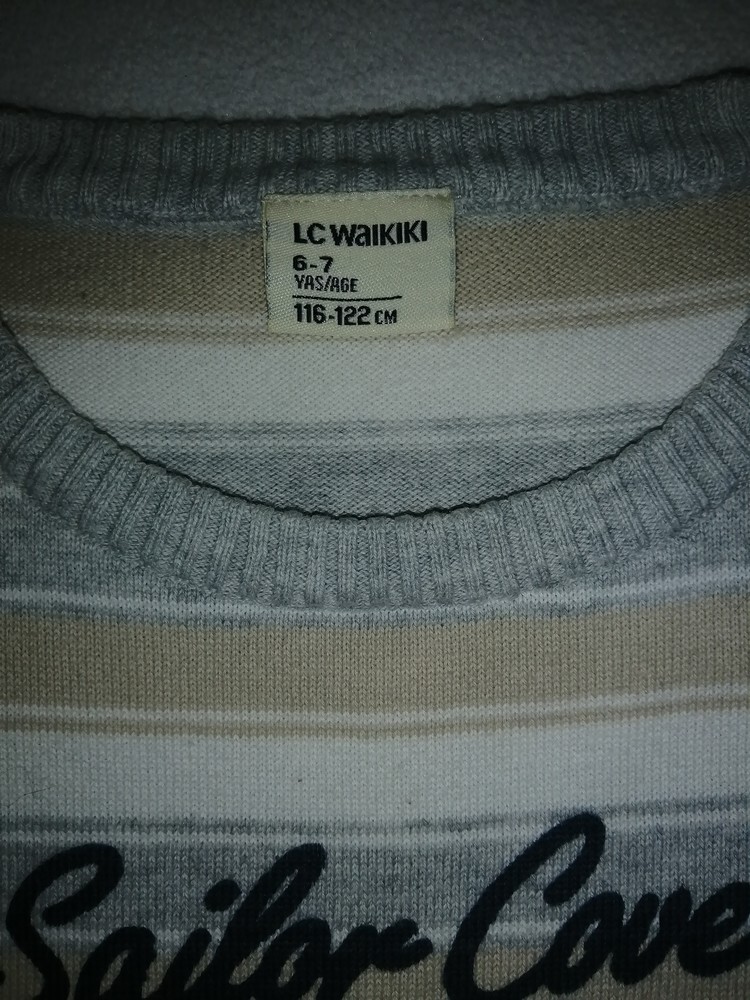 LC WAIKIKI
6-7
YAŞ/AGE
116-122 CM
Sailor Cove